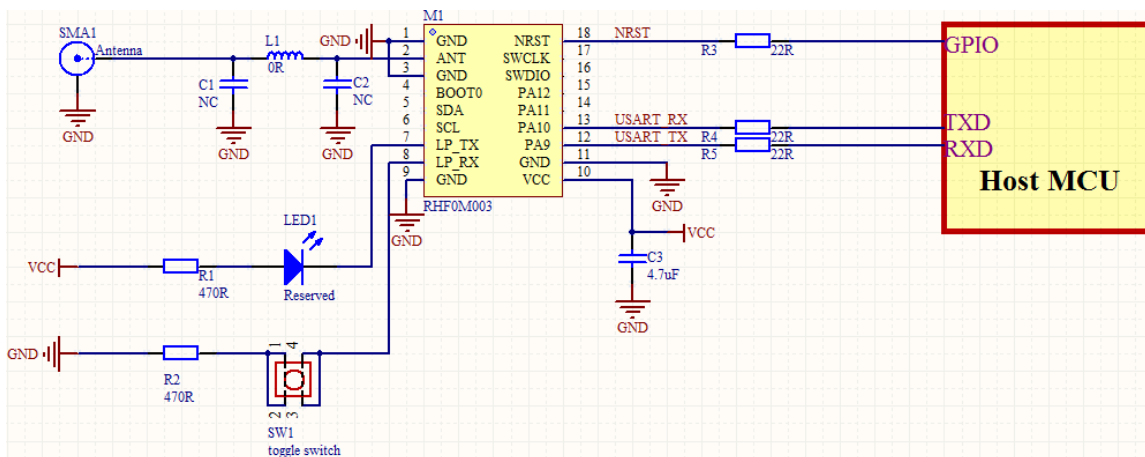 SMA1
Antenna
L1
0R
C1
NC
C2
NC
GND
GND
GND
GND
M1
1 GND NRST 18
2 ANT SWCLK 17
3 GND SWDIO 16
4 BOOT0 PA12 15
5 SDA PA11 14
6 SCL PA10 13
7 LP_TX PA9 12
8 LP_RX GND 11
9 GND VCC 10
RHF0M003
NRST
R3 22R
USART_RX
R4 22R
USART_TX
R5 22R
GPIO
TXD
RXD
Host MCU
GND
GND
VCC
C3
4.7uF
GND
LED1
VCC
R1
470R
Reserved
GND
R2
470R
1 4
2 3
SW1
toggle switch